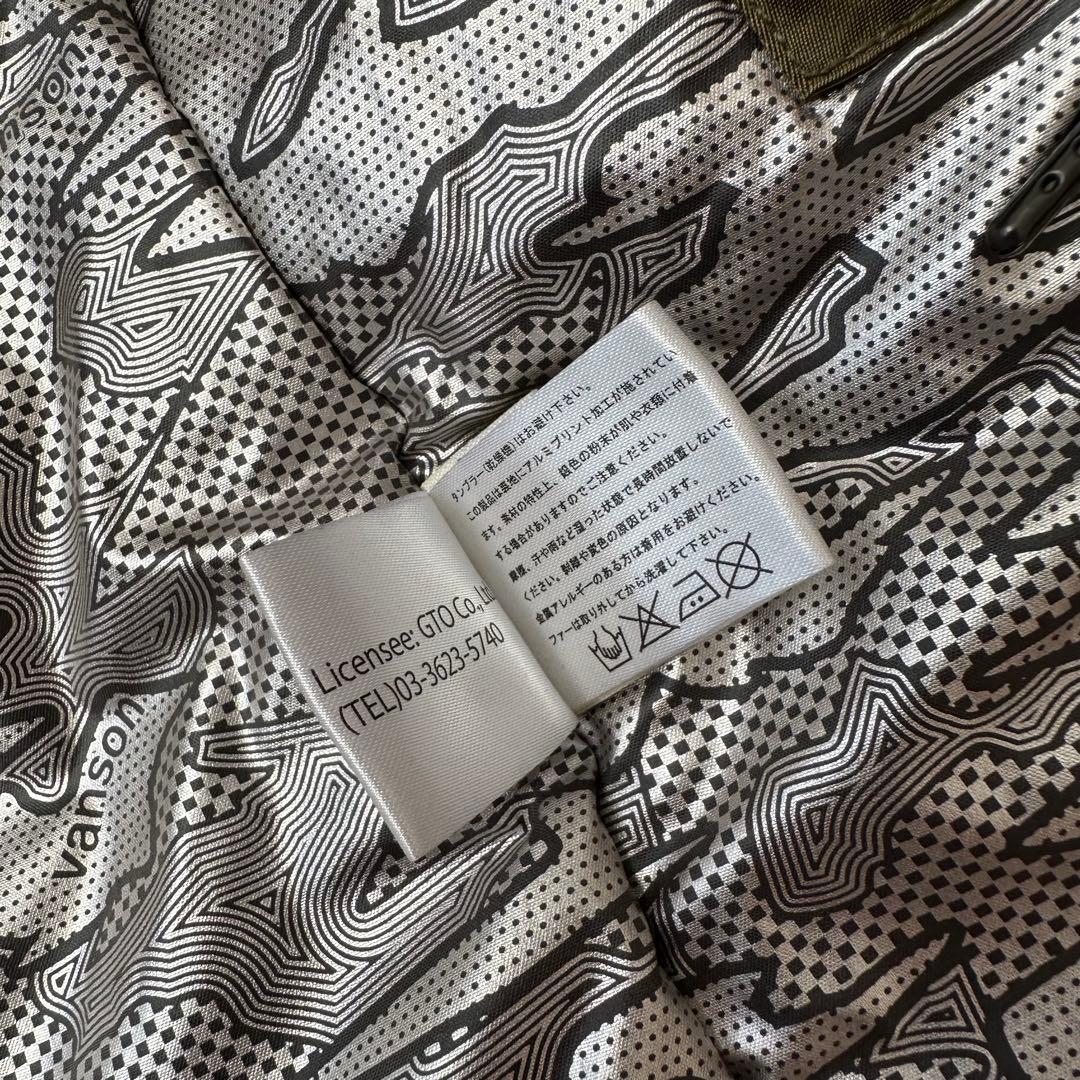 vanson
vanson
Licensee: GTO Co., Lt
(TEL)03-3623-5740
タンブラー(乾燥機)はお避け下さい。
この製品は裏地にアルミプリント加工が施されてい
ます。素材の特性上、銀色の粉末が肌や衣類に付着
する場合がありますのでご注意ください。
摩擦、汗や雨など湿った状態で長時間放置しないで
ください。剥離や変色の原因となります。
金属アレルギーのある方は着用をお避けください。
ファーは取り外してから洗濯して下さい。